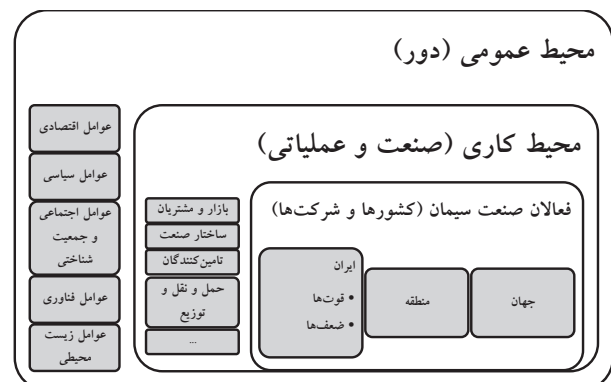 محیط عمومی (دور)
عوامل اقتصادی
عوامل سیاسی
عوامل اجتماعی
و جمعیت
شناختی
عوامل فناوری
عوامل زیست
محیطی
محیط کاری (صنعت و عملیاتی)
بازار و مشتریان
ساختار صنعت
تامین‌کنندگان
حمل و نقل و
توزیع
...
فعالان صنعت سیمان (کشورها و شرکت‌ها)
جهان
منطقه
ایران
• قوت‌ها
• ضعف‌ها